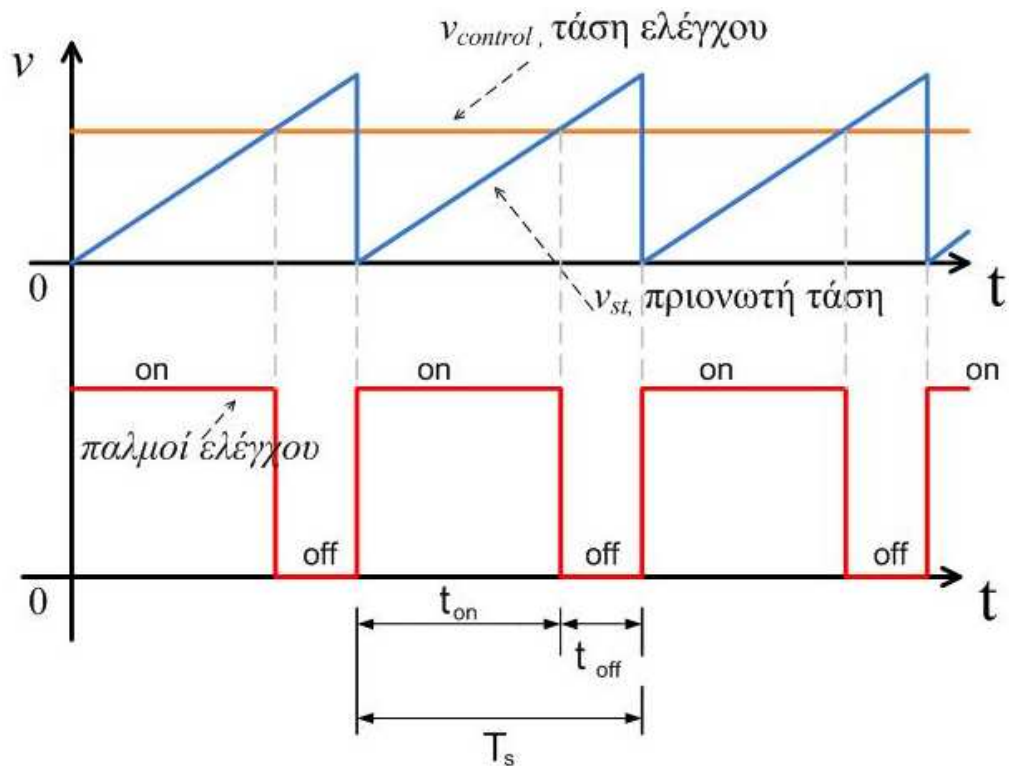 v_control, τάση ελέγχου
v
0
t
v_st, πριονωτή τάση
on on on on
παλμοί ελέγχου
off off off
0
t
t_on
t_off
T_s